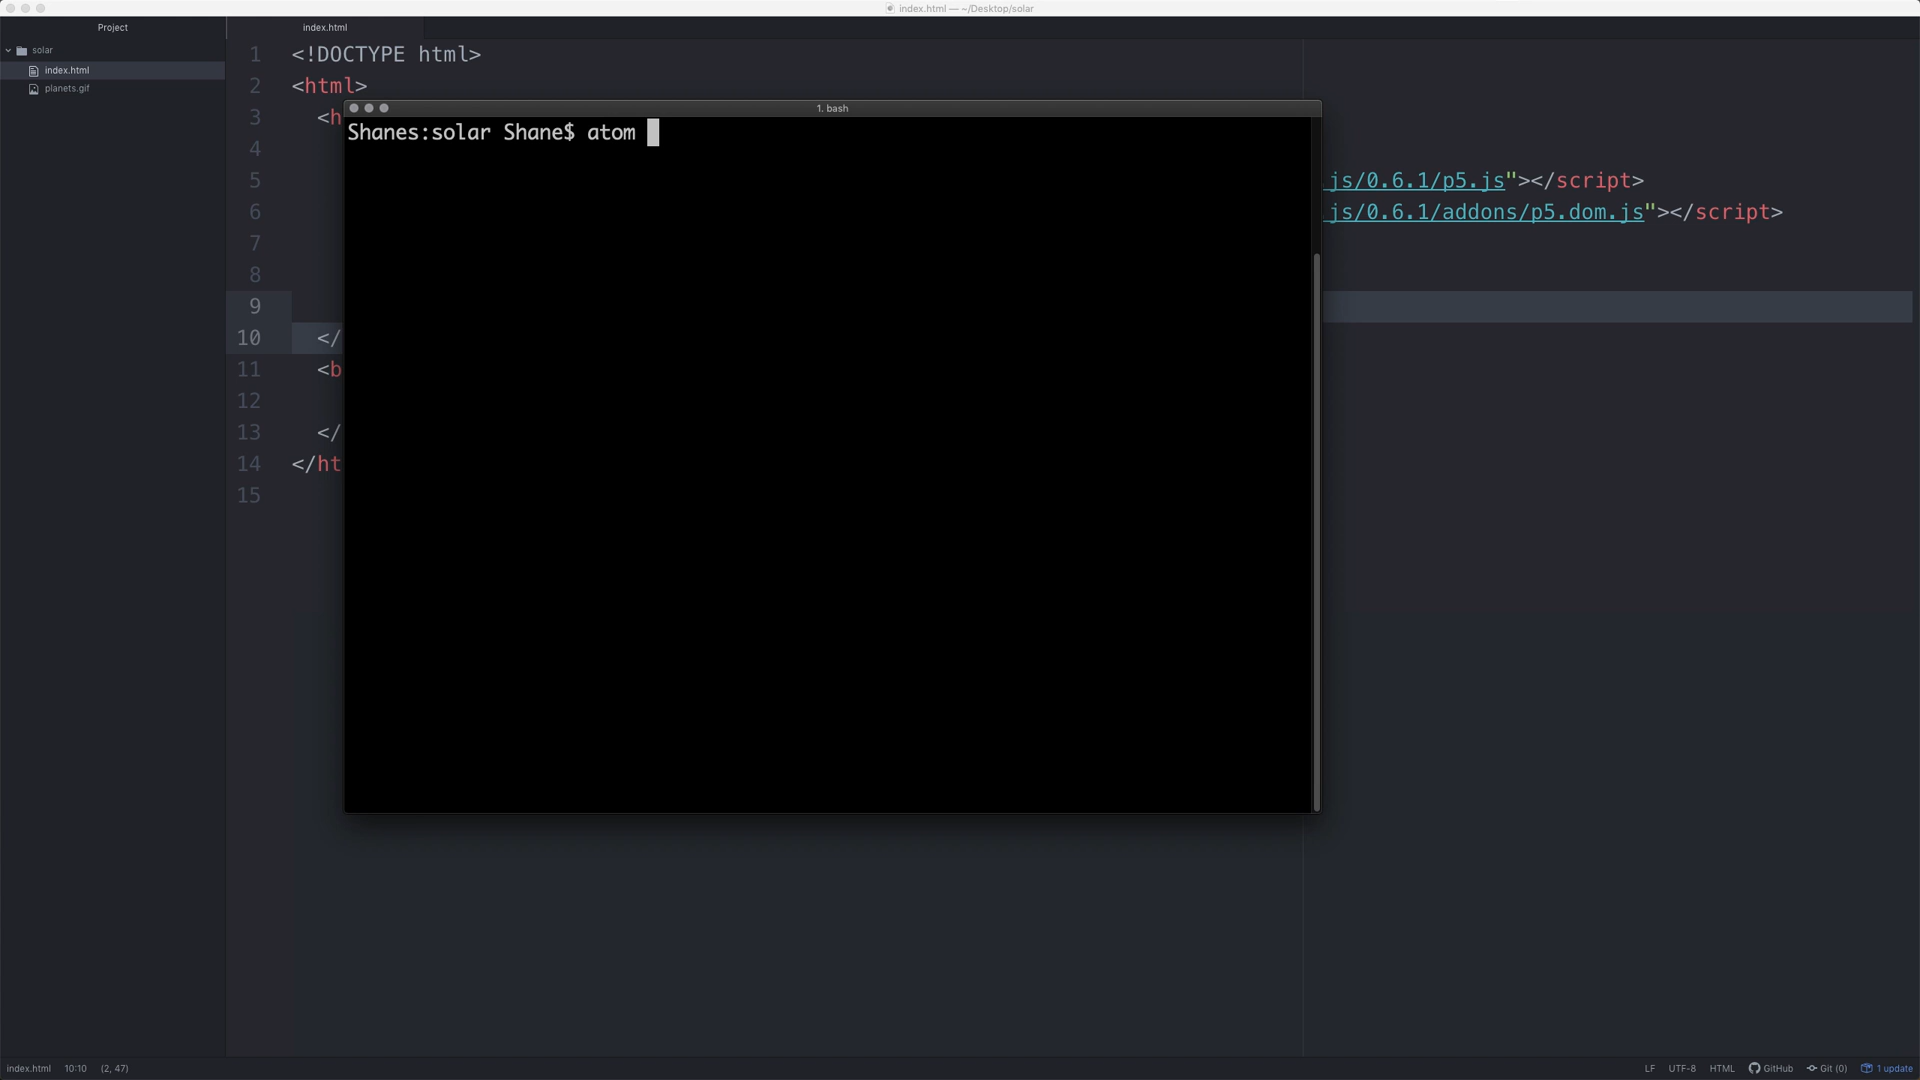 index.html — ~/Desktop/solar
Project
index.html
solar
index.html
planets.gif
1 <!DOCTYPE html>
2 <html>
3 <h
4
5 js/0.6.1/p5.js"></script>
6 js/0.6.1/addons/p5.dom.js"></script>
7
8
9
10 </
11 <b
12
13 </
14 </ht
15
1. bash
Shanes:solar Shane$ atom
index.html 10:10 (2, 47)
LF UTF-8 HTML GitHub Git (0) 1 update